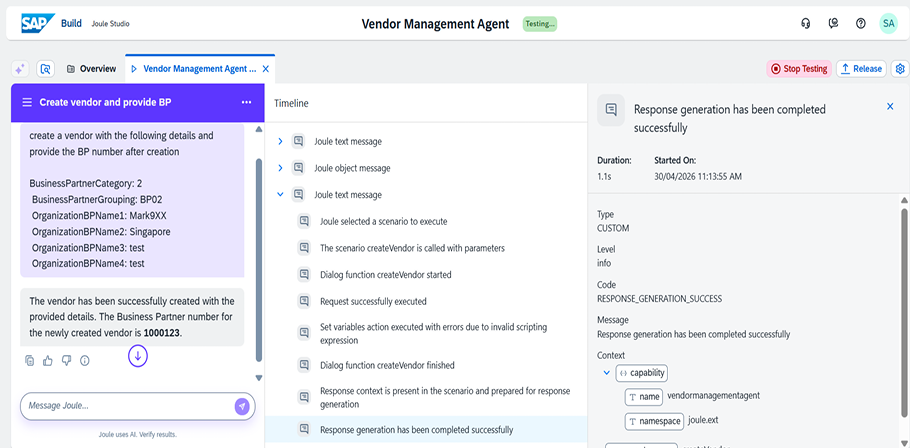 SAP Build Joule Studio
Vendor Management Agent
Testing...
SA
Overview
Vendor Management Agent ...
Stop Testing
Release
Create vendor and provide BP
create a vendor with the following details and
provide the BP number after creation
BusinessPartnerCategory: 2
BusinessPartnerGrouping: BP02
OrganizationBPName1: Mark9XX
OrganizationBPName2: Singapore
OrganizationBPName3: test
OrganizationBPName4: test
The vendor has been successfully created with the
provided details. The Business Partner number for
the newly created vendor is 1000123.
Message Joule...
Joule uses AI. Verify results.
Timeline
Joule text message
Joule object message
Joule text message
Joule selected a scenario to execute
The scenario createVendor is called with parameters
Dialog function createVendor started
Request successfully executed
Set variables action executed with errors due to invalid scripting
expression
Dialog function createVendor finished
Response context is present in the scenario and prepared for response
generation
Response generation has been completed successfully
Response generation has been completed
successfully
Duration:
Started On:
1.1s
30/04/2026 11:13:55 AM
Type
CUSTOM
Level
info
Code
RESPONSE_GENERATION_SUCCESS
Message
Response generation has been completed successfully
Context
capability
name vendormanagementagent
namespace joule.ext